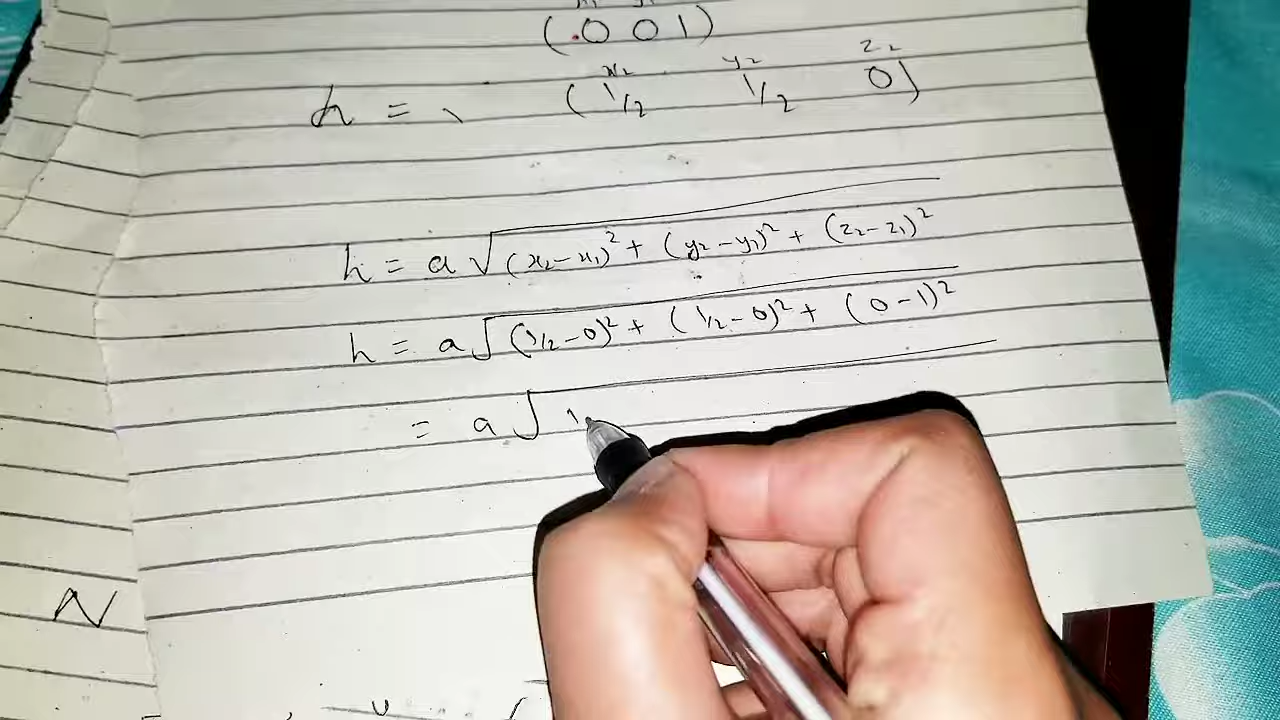 (.0 0 1)
x₂ y₂ z₂
h = (1/2 1/2 0)
h = a√(x₂-x₁)²+ (y₂-y₁)²+ (z₂-z₁)²
h = a√(1/2-0)²+ (1/2-0)²+ (0-1)²
= a√1
N